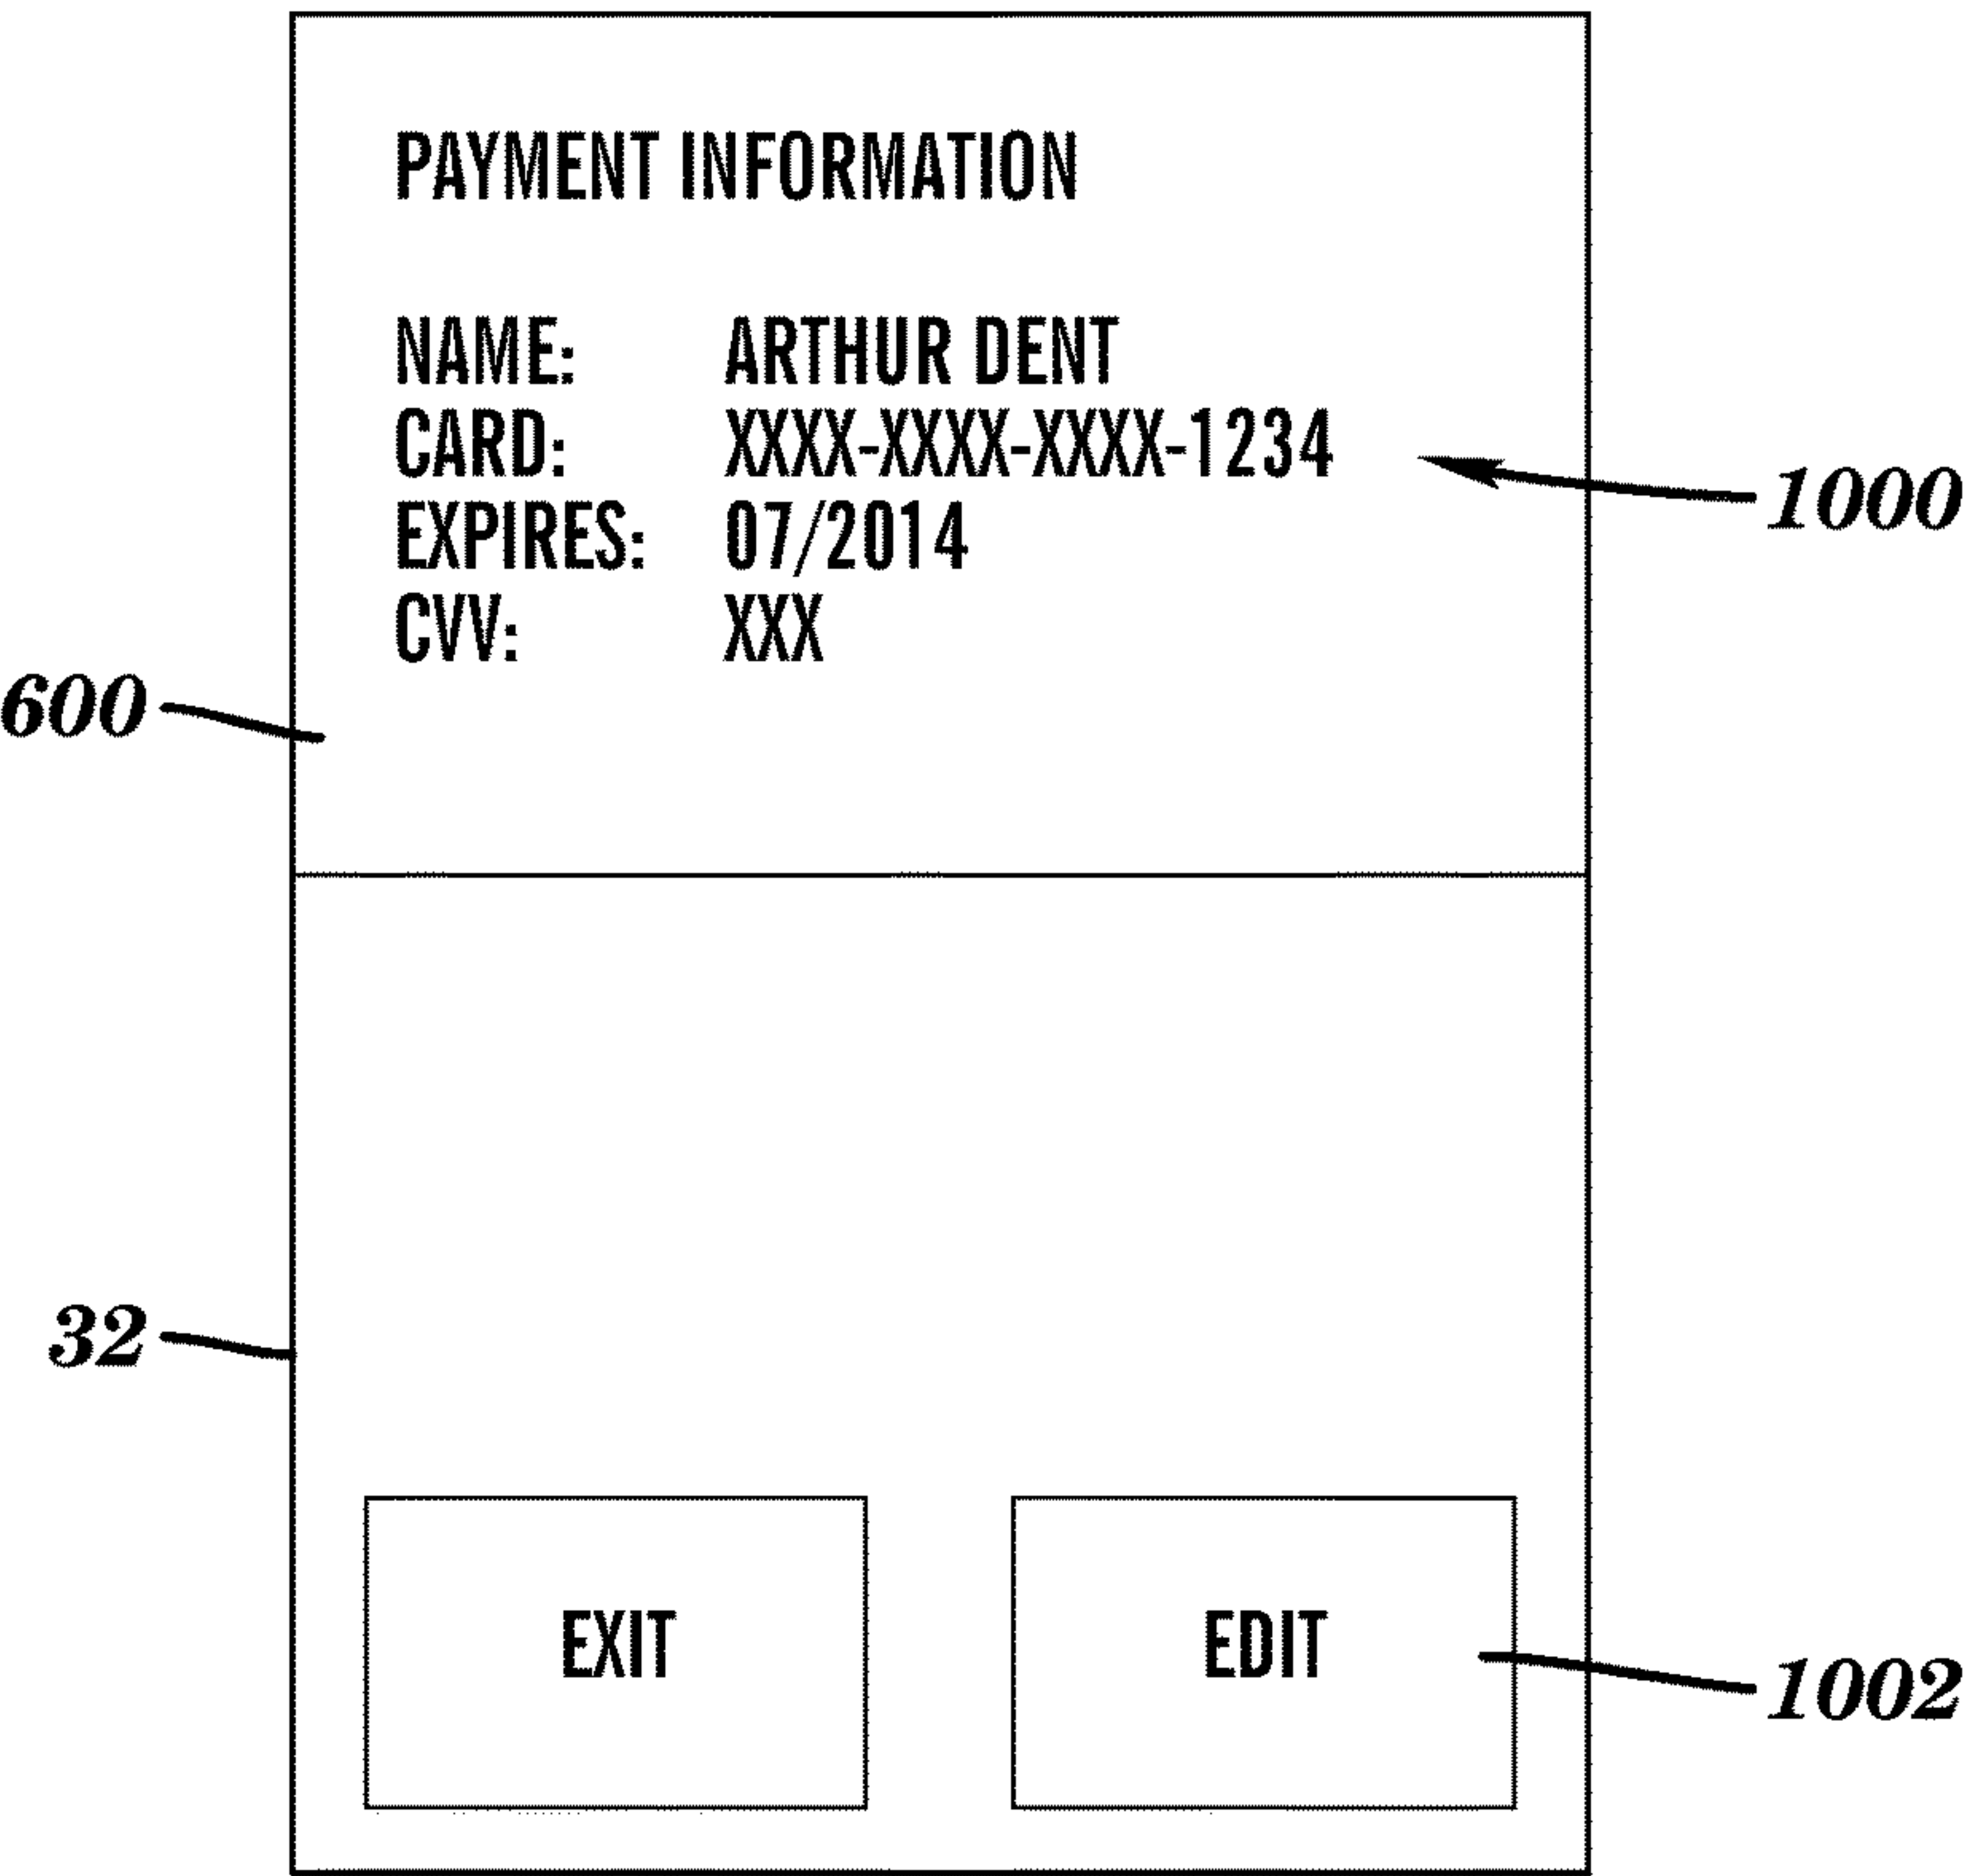 PAYMENT INFORMATION
NAME: ARTHUR DENT
CARD: XXXX-XXXX-XXXX-1234
1000
EXPIRES: 07/2014
CVV: XXX
600
32
EXIT EDIT
1002